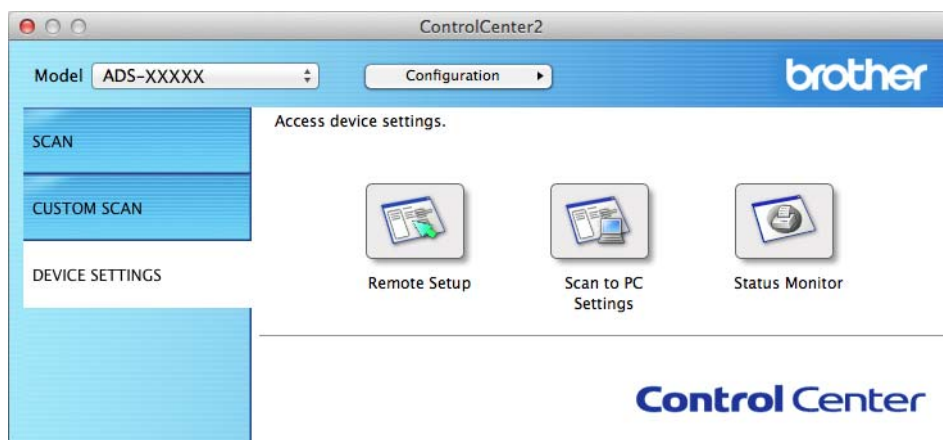 ControlCenter2
Model ADS-XXXXX Configuration brother
SCAN
CUSTOM SCAN
DEVICE SETTINGS
Access device settings.
Remote Setup
Scan to PC
Settings
Status Monitor
Control Center